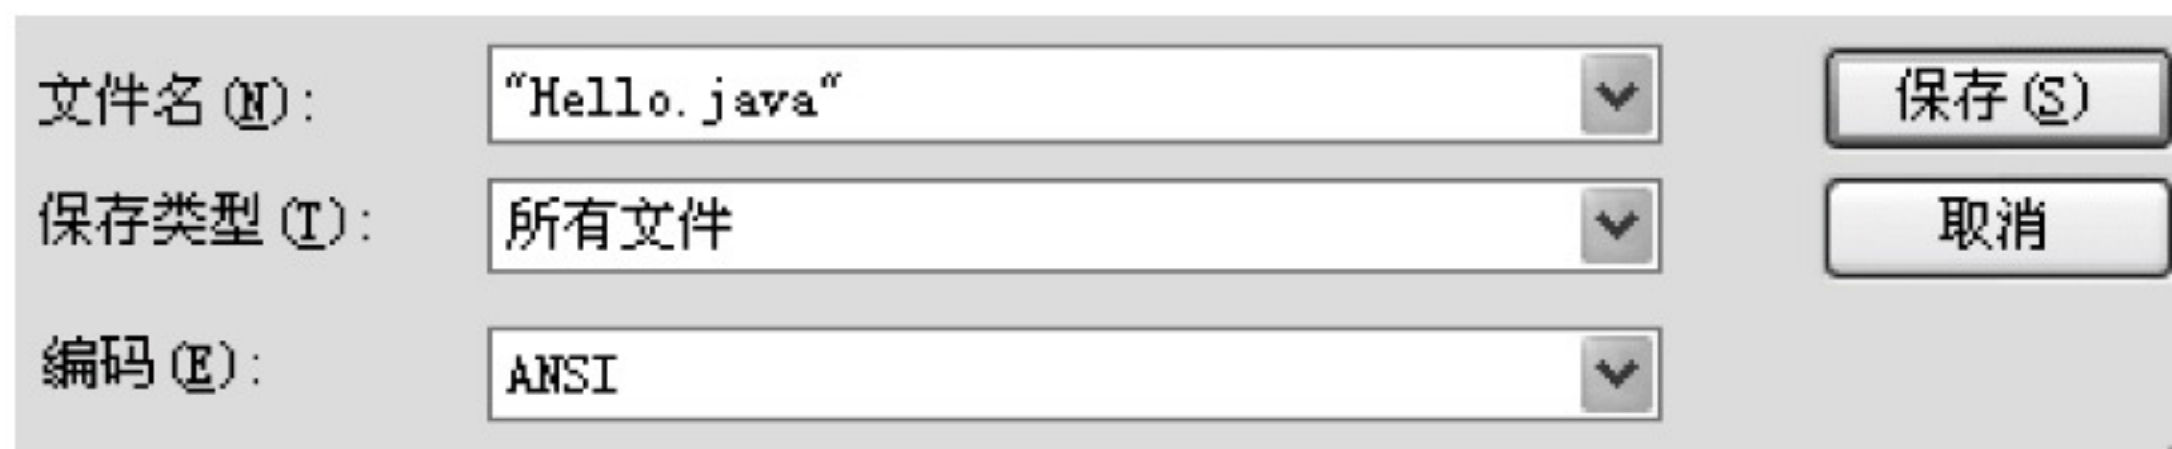 文件名(N): "Hello.java" 保存(S)
保存类型(T): 所有文件 取消
编码(E): ANSI